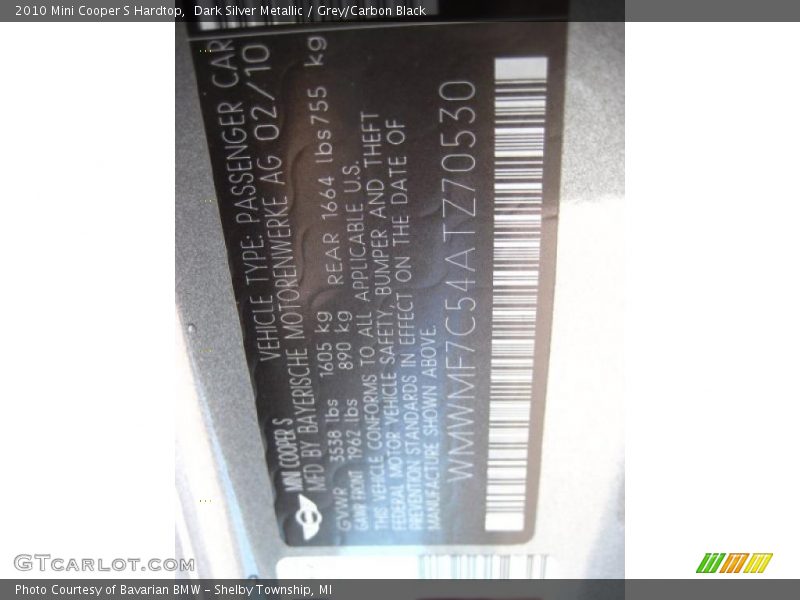 2010 Mini Cooper S Hardtop,  Dark Silver Metallic / Grey/Carbon Black
VEHICLE TYPE: PASSENGER CAR
MINI COOPER S
MFD BY BAYERISCHE MOTORENWERKE AG 02/10
GVWR 3538 lbs 1605 kg REAR 1664 lbs 755 kg
GAWR FRONT 1962 lbs 890 kg
THIS VEHICLE CONFORMS TO ALL APPLICABLE U.S.
FEDERAL MOTOR VEHICLE SAFETY, BUMPER AND THEFT
PREVENTION STANDARDS IN EFFECT ON THE DATE OF
MANUFACTURE SHOWN ABOVE.
WMWMF7C54ATZ70530
GTCARLOT.COM
Photo Courtesy of Bavarian BMW – Shelby Township, MI